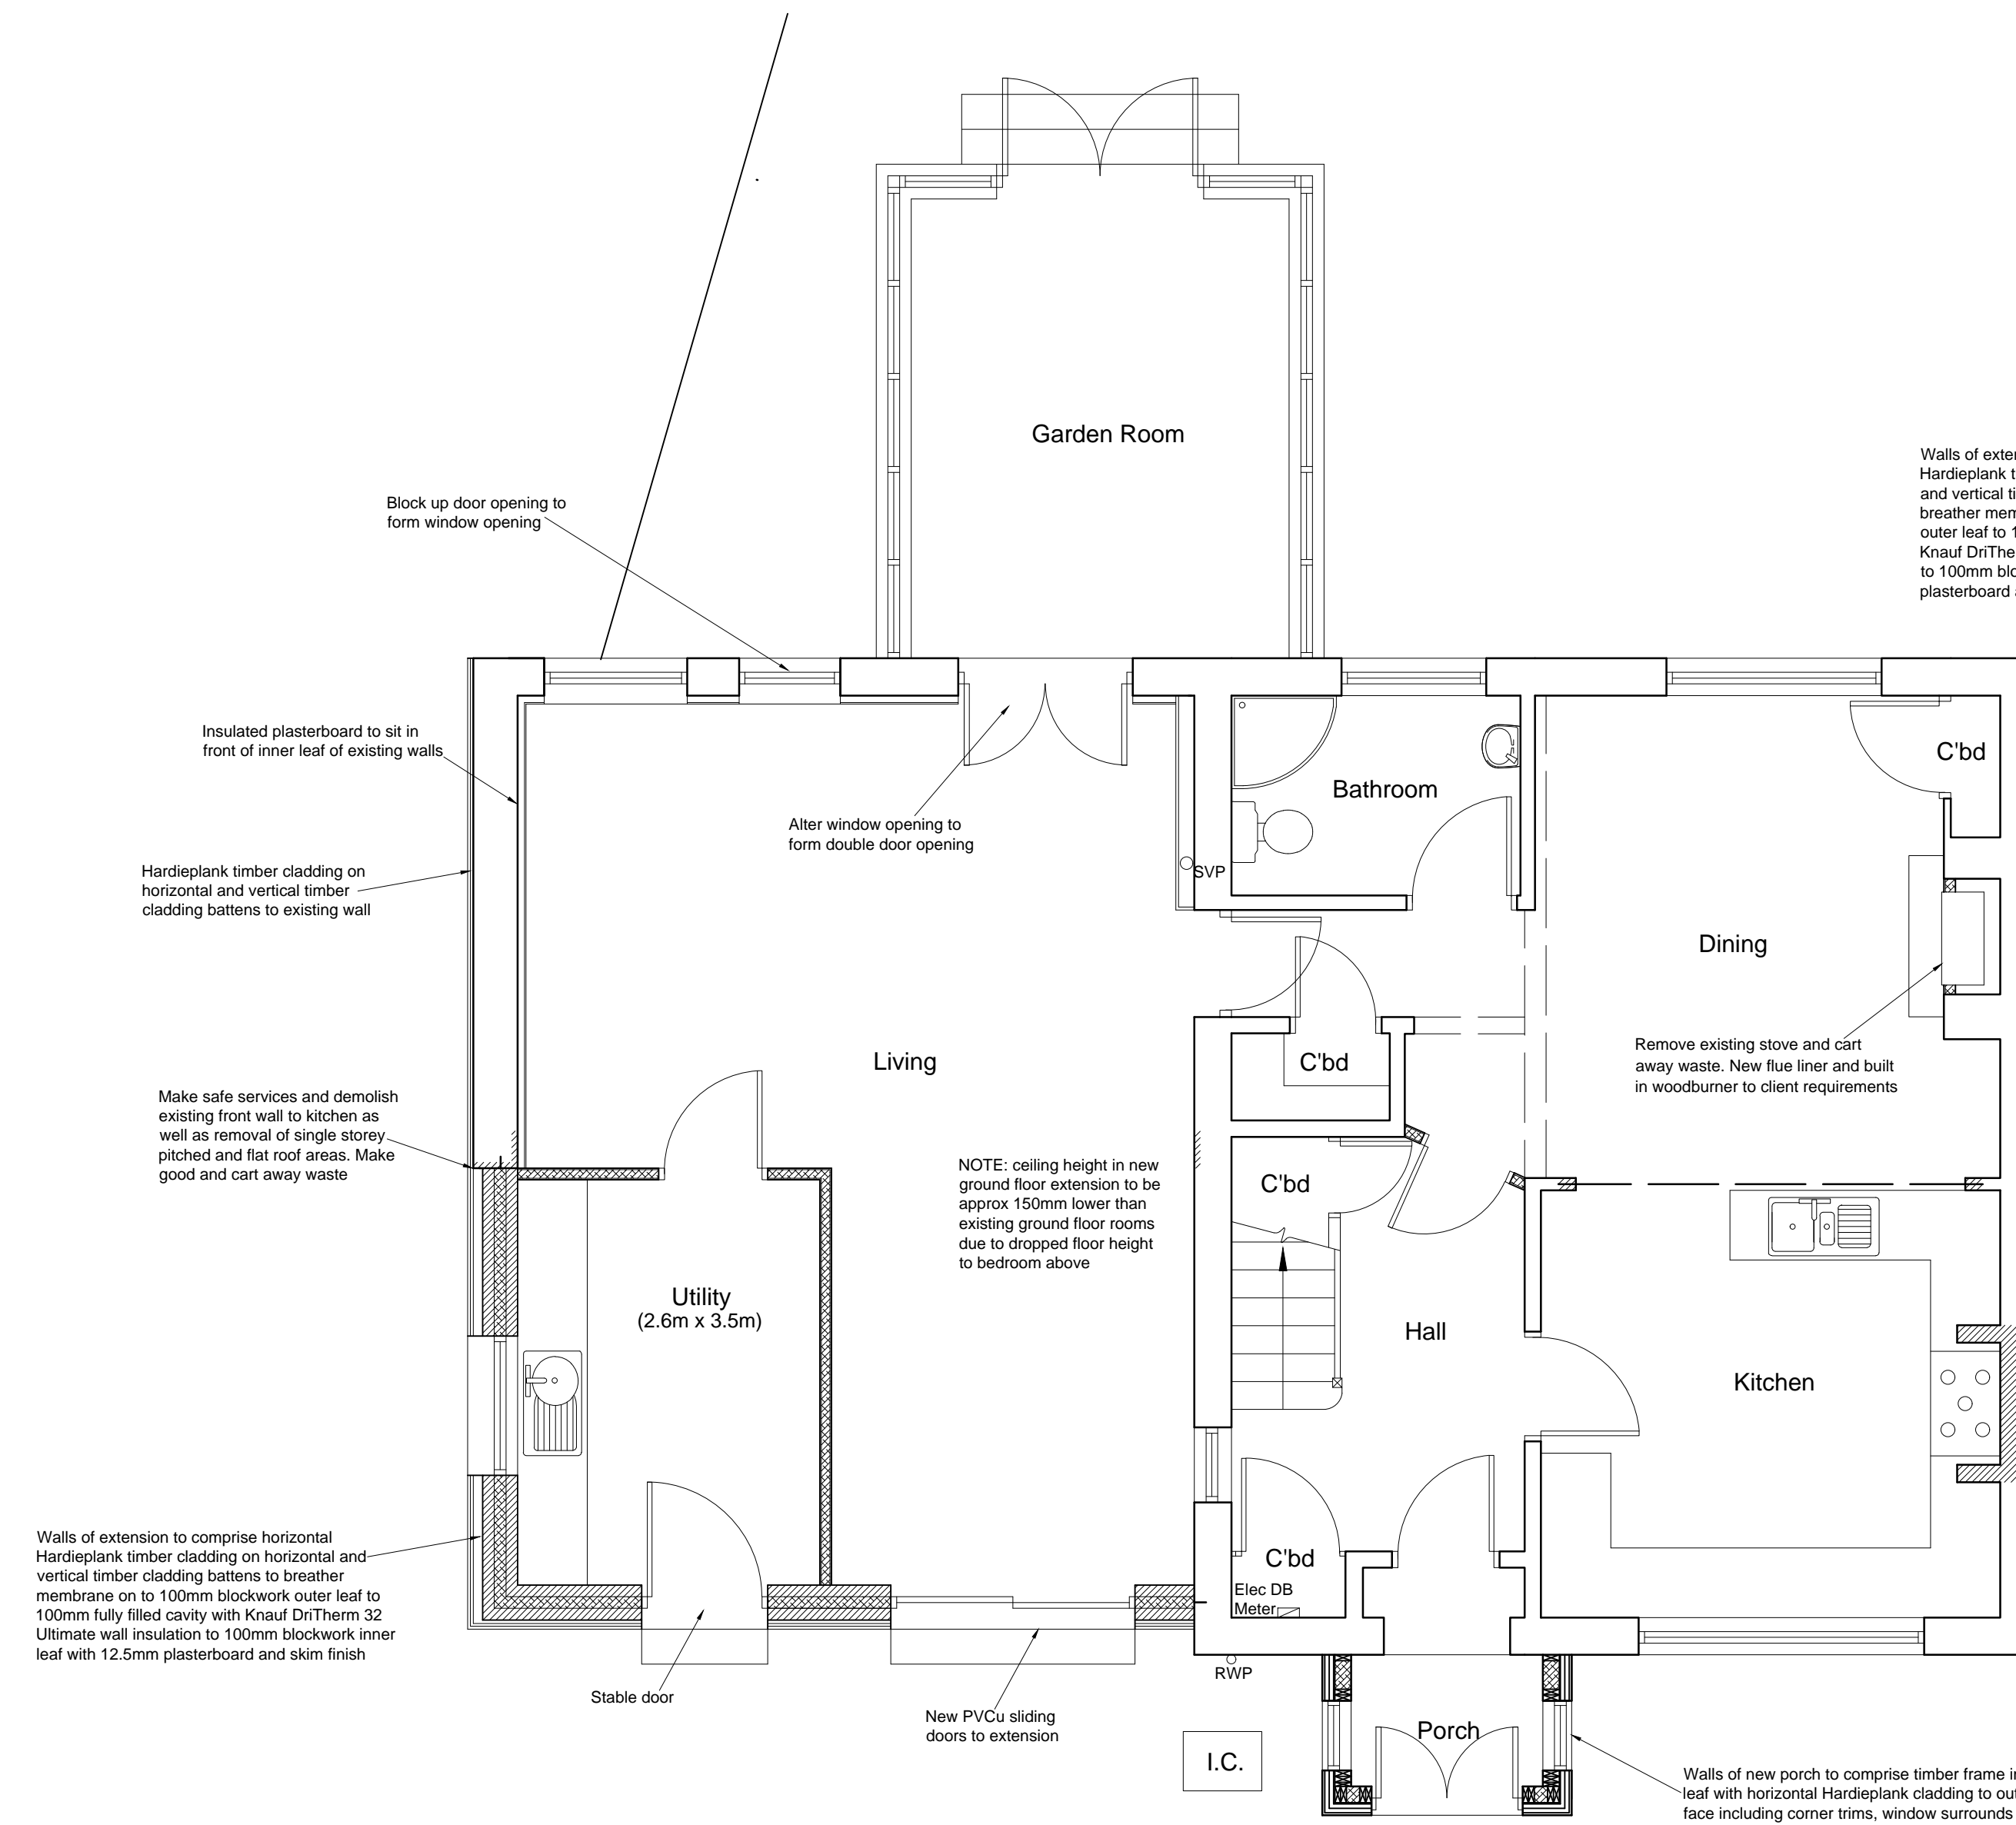 Garden Room
Walls of exter
Hardieplank t
and vertical ti
breather mem
outer leaf to 1
Knauf DriThe
to 100mm blo
plasterboard
Block up door opening to
form window opening
Insulated plasterboard to sit in
front of inner leaf of existing walls
C'bd
Bathroom
Alter window opening to
form double door opening
SVP
Hardieplank timber cladding on
horizontal and vertical timber
cladding battens to existing wall
Dining
Living
C'bd
Remove existing stove and cart
away waste. New flue liner and built
in woodburner to client requirements
Make safe services and demolish
existing front wall to kitchen as
well as removal of single storey
pitched and flat roof areas. Make
good and cart away waste
NOTE: ceiling height in new
ground floor extension to be
approx 150mm lower than
existing ground floor rooms
due to dropped floor height
to bedroom above
C'bd
Utility
(2.6m x 3.5m)
Hall
Kitchen
Walls of extension to comprise horizontal
Hardieplank timber cladding on horizontal and
vertical timber cladding battens to breather
membrane on to 100mm blockwork outer leaf to
100mm fully filled cavity with Knauf DriTherm 32
Ultimate wall insulation to 100mm blockwork inner
leaf with 12.5mm plasterboard and skim finish
C'bd
Elec DB
Meter
RWP
Stable door
New PVCu sliding
doors to extension
Porch
I.C.
Walls of new porch to comprise timber frame in
leaf with horizontal Hardieplank cladding to out
face including corner trims, window surrounds